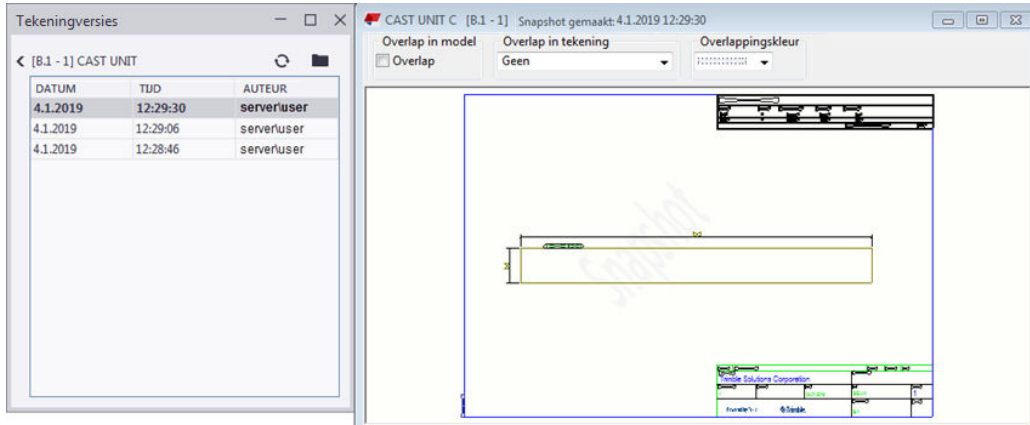 Tekeningversies
[B.1 - 1] CAST UNIT
DATUM TIJD AUTEUR
4.1.2019 12:29:30 server\user
4.1.2019 12:29:06 server\user
4.1.2019 12:28:46 server\user
CAST UNIT C [B.1 - 1] Snapshot gemaakt: 4.1.2019 12:29:30
Overlap in model Overlap in tekening Overlappingskleur
Overlap Geen
Snapshot
Trimble Solutions Corporation
1
Trimble